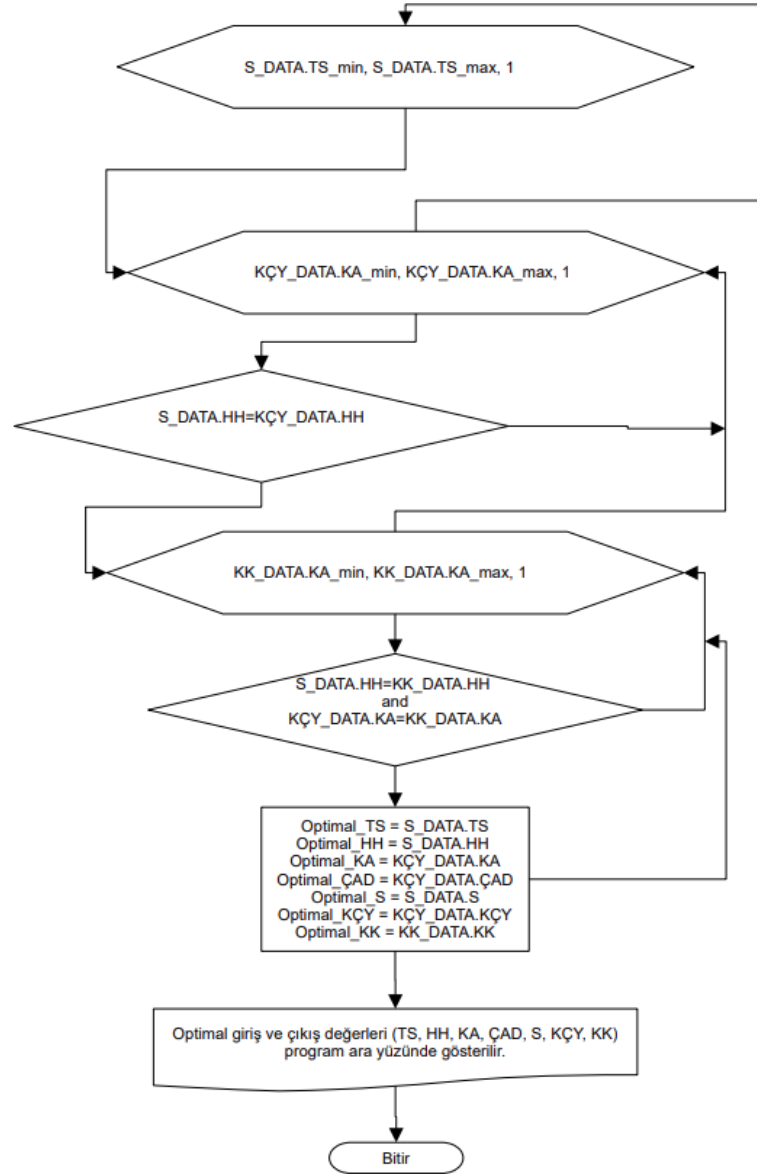 S_DATA.TS_min, S_DATA.TS_max, 1
KÇY_DATA.KA_min, KÇY_DATA.KA_max, 1
S_DATA.HH=KÇY_DATA.HH
KK_DATA.KA_min, KK_DATA.KA_max, 1
S_DATA.HH=KK_DATA.HH
and
KÇY_DATA.KA=KK_DATA.KA
Optimal_TS = S_DATA.TS
Optimal_HH = S_DATA.HH
Optimal_KA = KÇY_DATA.KA
Optimal_ÇAD = KÇY_DATA.ÇAD
Optimal_S = S_DATA.S
Optimal_KÇY = KÇY_DATA.KÇY
Optimal_KK = KK_DATA.KK
Optimal giriş ve çıkış değerleri (TS, HH, KA, ÇAD, S, KÇY, KK)
program ara yüzünde gösterilir.
Bitir